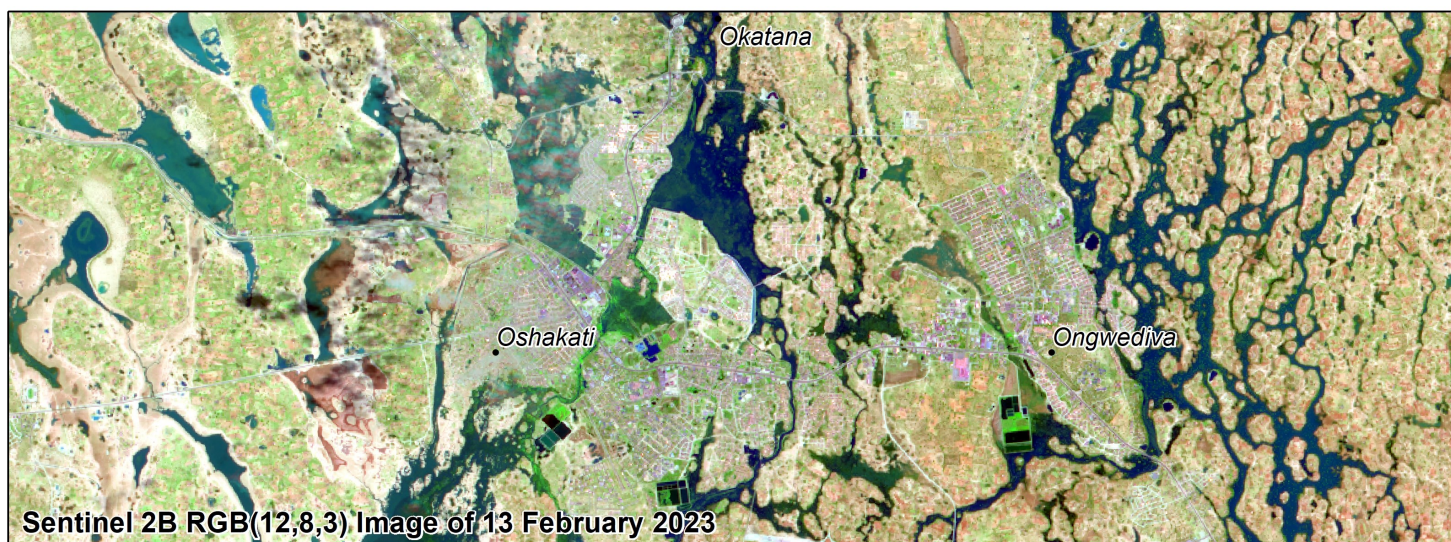 Okatana
Oshakati
Ongwediva
Sentinel 2B RGB(12,8,3) Image of 13 February 2023